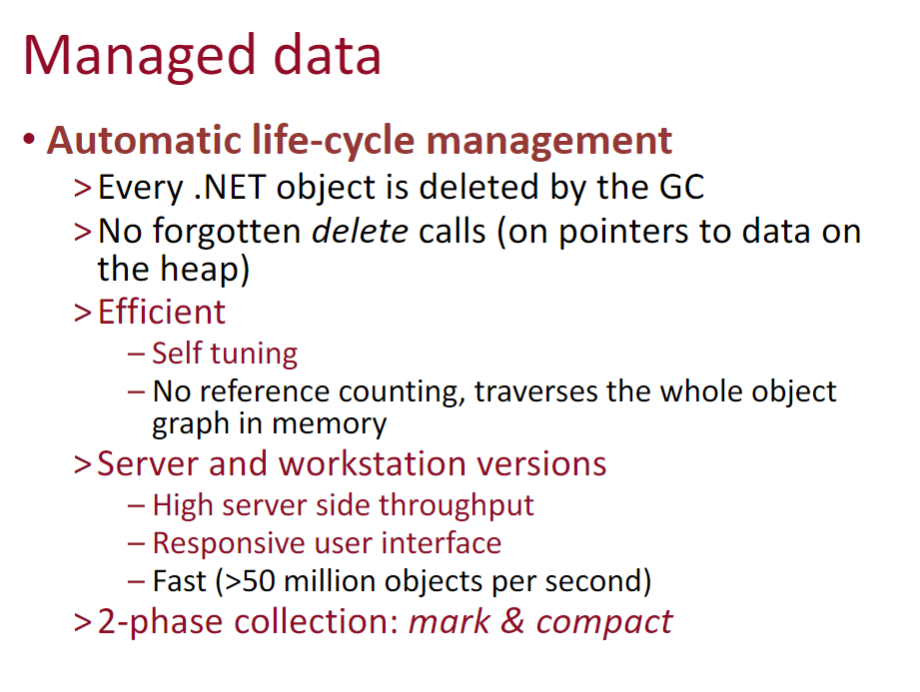 Managed data
• Automatic life-cycle management
> Every .NET object is deleted by the GC
> No forgotten delete calls (on pointers to data on
the heap)
> Efficient
– Self tuning
– No reference counting, traverses the whole object
graph in memory
> Server and workstation versions
– High server side throughput
– Responsive user interface
– Fast (>50 million objects per second)
> 2-phase collection: mark & compact